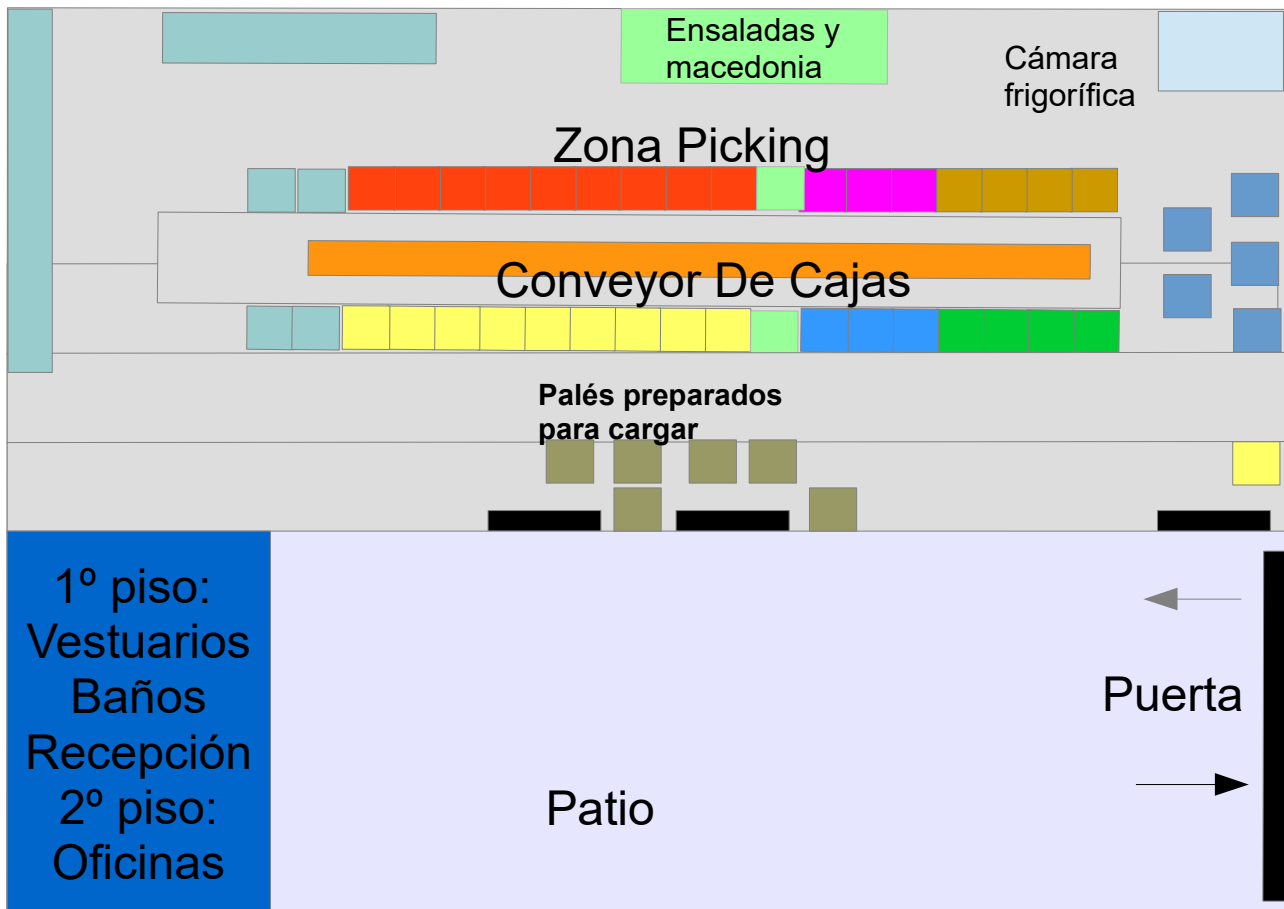 Ensaladas y
macedonia
Cámara
frigorífica
Zona Picking
Conveyor De Cajas
Palés preparados
para cargar
1º piso:
Vestuarios
Baños
Recepción
2º piso:
Oficinas
Puerta
Patio